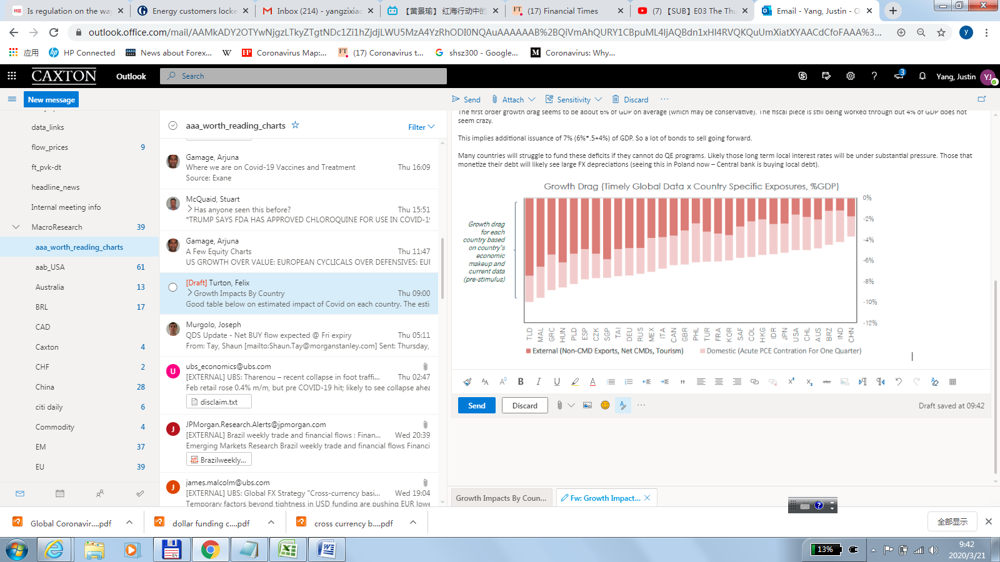 Is regulation on the way
Energy customers locke
Inbox (214) - yangzixiac
【黄景瑜】 红海行动中的
(17) Financial Times
(7) 【SUB】E03 The Thu
Email - Yang, Justin - O
outlook.office.com/mail/
应用
HP Connected
News about Forex...
Coronavirus Map:...
(17) Coronavirus t...
shsz300 - Google...
Coronavirus: Why...
CAXTON
Outlook
Search
3
Yang, Justin
YJ
New message
Send
Attach
Sensitivity
Discard
data_links
flow_prices 9
ft_pvk-dt
headline_news
Internal meeting info
MacroResearch 39
aaa_worth_reading_charts
aab_USA 61
Australia 13
BRL 17
CAD
Caxton 4
CHF 2
China 28
citi daily 6
Commodity 4
EM 37
EU 39
aaa_worth_reading_charts
Filter
Gamage, Arjuna
Where we are on Covid-19 Vaccines and Treatment Thu 16:09
Source: Exane
McQuaid, Stuart
Has anyone seen this before? Thu 15:51
*TRUMP SAYS FDA HAS APPROVED CHLOROQUINE FOR USE IN COVID-19
Gamage, Arjuna
A Few Equity Charts Thu 11:47
US GROWTH OVER VALUE: EUROPEAN CYCLICALS OVER DEFENSIVES: EUR
[Draft] Turton, Felix
Growth Impacts By Country Thu 09:00
Good table below on estimated impact of Covid on each country. The esti
Murgolo, Joseph
QDS Update - Net BUY flow expected @ Fri expiry Thu 05:11
From: Tay, Shaun [mailto:Shaun.Tay@morganstanley.com] Sent: Thursday,
U
ubs_economics@ubs.com
[EXTERNAL] UBS: Tharenou – recent collapse in foot traffi... Thu 02:47
Feb retail rose 0.4% m/m, but pre COVID-19 hit; likely to see collapse ahea
disclaim.txt
J
JPMorgan.Research.Alerts@jpmorgan.com
[EXTERNAL] Brazil weekly trade and financial flows : Finan... Wed 20:39
Emerging Markets Research Brazil weekly trade and financial flows Financi
Brazilweekly...
J
james.malcolm@ubs.com
[EXTERNAL] UBS: Global FX Strategy "Cross-currency basi... Wed 19:04
Temporary factors beyond tightness in USD funding are pushing EUR lowe
The first order growth drag seems to be about 6% of GDP on average (which may be conservative). The fiscal piece is still being worked through but 4% of GDP does not
seem crazy.
This implies additional issuance of 7% (6%*.5+4%) of GDP. So a lot of bonds to sell going forward.
Many countries will struggle to fund these deficits if they cannot do QE programs. Likely those long term local interest rates will be under substantial pressure. Those that
monetize their debt will likely see large FX depreciations (seeing this in Poland now – Central bank is buying local debt).
Growth Drag (Timely Global Data x Country Specific Exposures, %GDP)
Growth drag
for each
country based
on country's
economic
makeup and
current data
(pre-stimulus)
0%
-2%
-4%
-6%
-8%
-10%
-12%
TLD MAL GRC HUN PLD ESP CZK SGP TAI DEU RUS MEX ITA CAN GBR PHL TUR FRA KOR SAF COL HKG IDR JPN USA CHL AUS BRZ IND CHN
External (Non-CMD Exports, Net CMDs, Tourism) Domestic (Acute PCE Contration For One Quarter)
Send
Discard
Draft saved at 09:42
Growth Impacts By Coun...
Fw: Growth Impact...
Global Coronavir....pdf
dollar funding c....pdf
cross currency b....pdf
全部显示
13%
9:42
2020/3/21